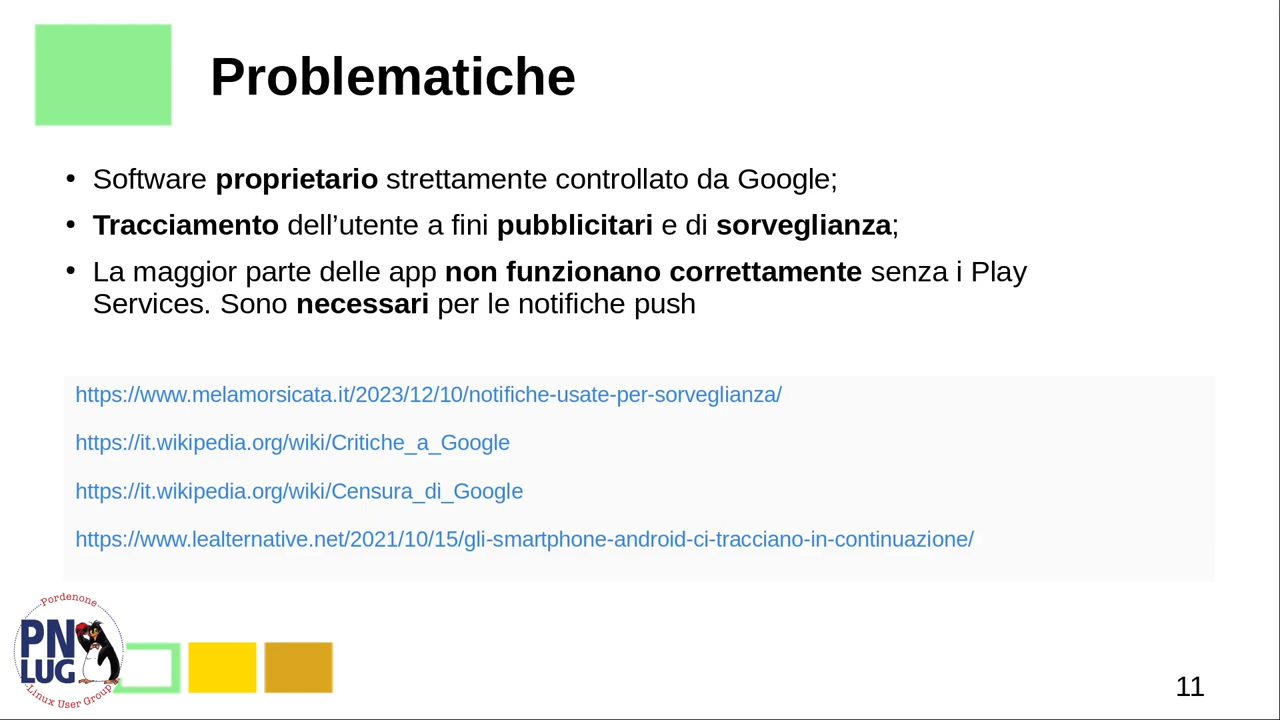 Problematiche
• Software proprietario strettamente controllato da Google;
• Tracciamento dell’utente a fini pubblicitari e di sorveglianza;
• La maggior parte delle app non funzionano correttamente senza i Play
Services. Sono necessari per le notifiche push
https://www.melamorsicata.it/2023/12/10/notifiche-usate-per-sorveglianza/
https://it.wikipedia.org/wiki/Critiche_a_Google
https://it.wikipedia.org/wiki/Censura_di_Google
https://www.lealternative.net/2021/10/15/gli-smartphone-android-ci-tracciano-in-continuazione/
Pordenone
PN
LUG
Linux User Group
11